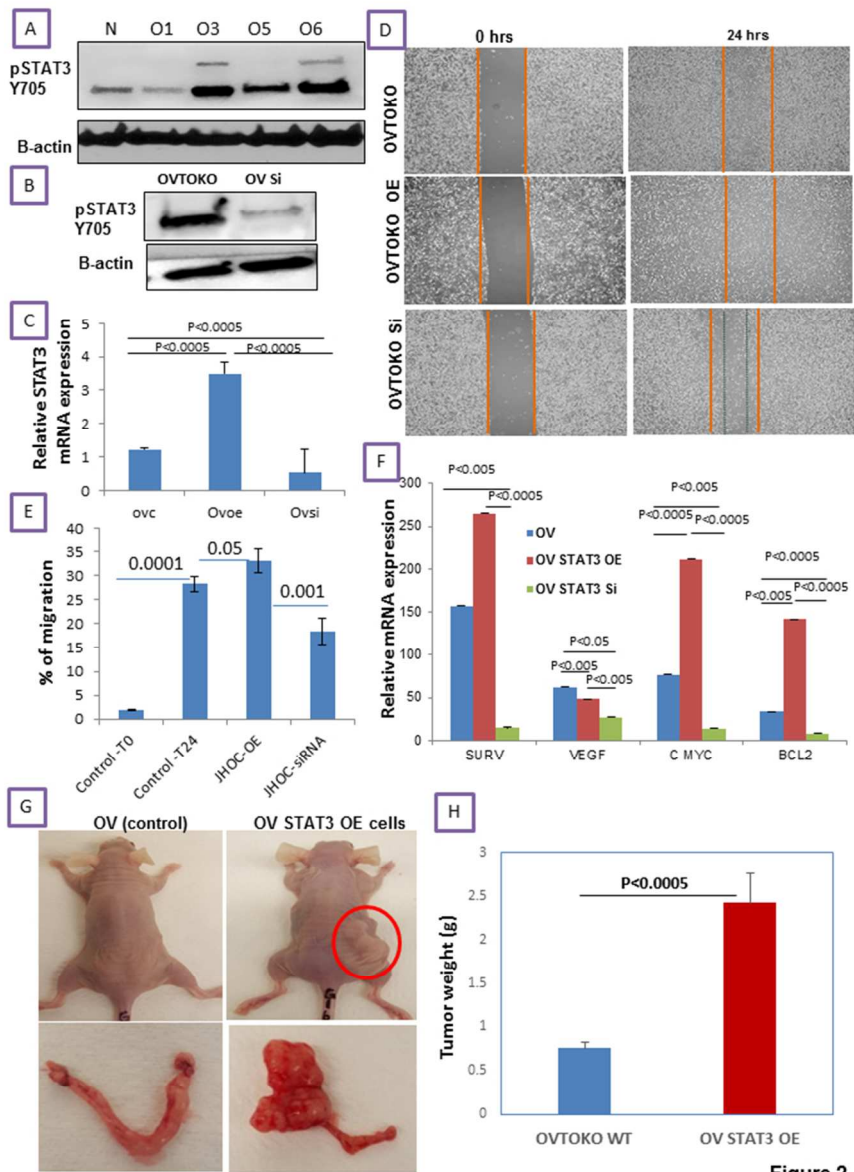 A
N O1 O3 O5 O6
pSTAT3
Y705
B-actin
B
OVTOKO OV Si
pSTAT3
Y705
B-actin
C
P<0.0005
P<0.0005 P<0.0005
Relative STAT3
mRNA expression
5
4
3
2
1
0
ovc Ovoe Ovsi
D
0 hrs 24 hrs
OVTOKO
OVTOKO OE
OVTOKO Si
E
% of migration
40
35
30
25
20
15
10
5
0
0.0001
0.05
0.001
Control -T0
Control -T24
JHOC-OE
JHOC-siRNA
F
Relative mRNA expression
300
250
200
150
100
50
0
P<0.005
P<0.0005
OV
OV STAT3 OE
OV STAT3 Si
P<0.05
P<0.005
P<0.005
P<0.005
P<0.0005
P<0.0005
P<0.0005
P<0.005
P<0.0005
SURV VEGF C MYC BCL2
G
OV (control) OV STAT3 OE cells
H
Tumor weight (g)
3
2.5
2
1.5
1
0.5
0
P<0.0005
OVTOKO WT OV STAT3 OE